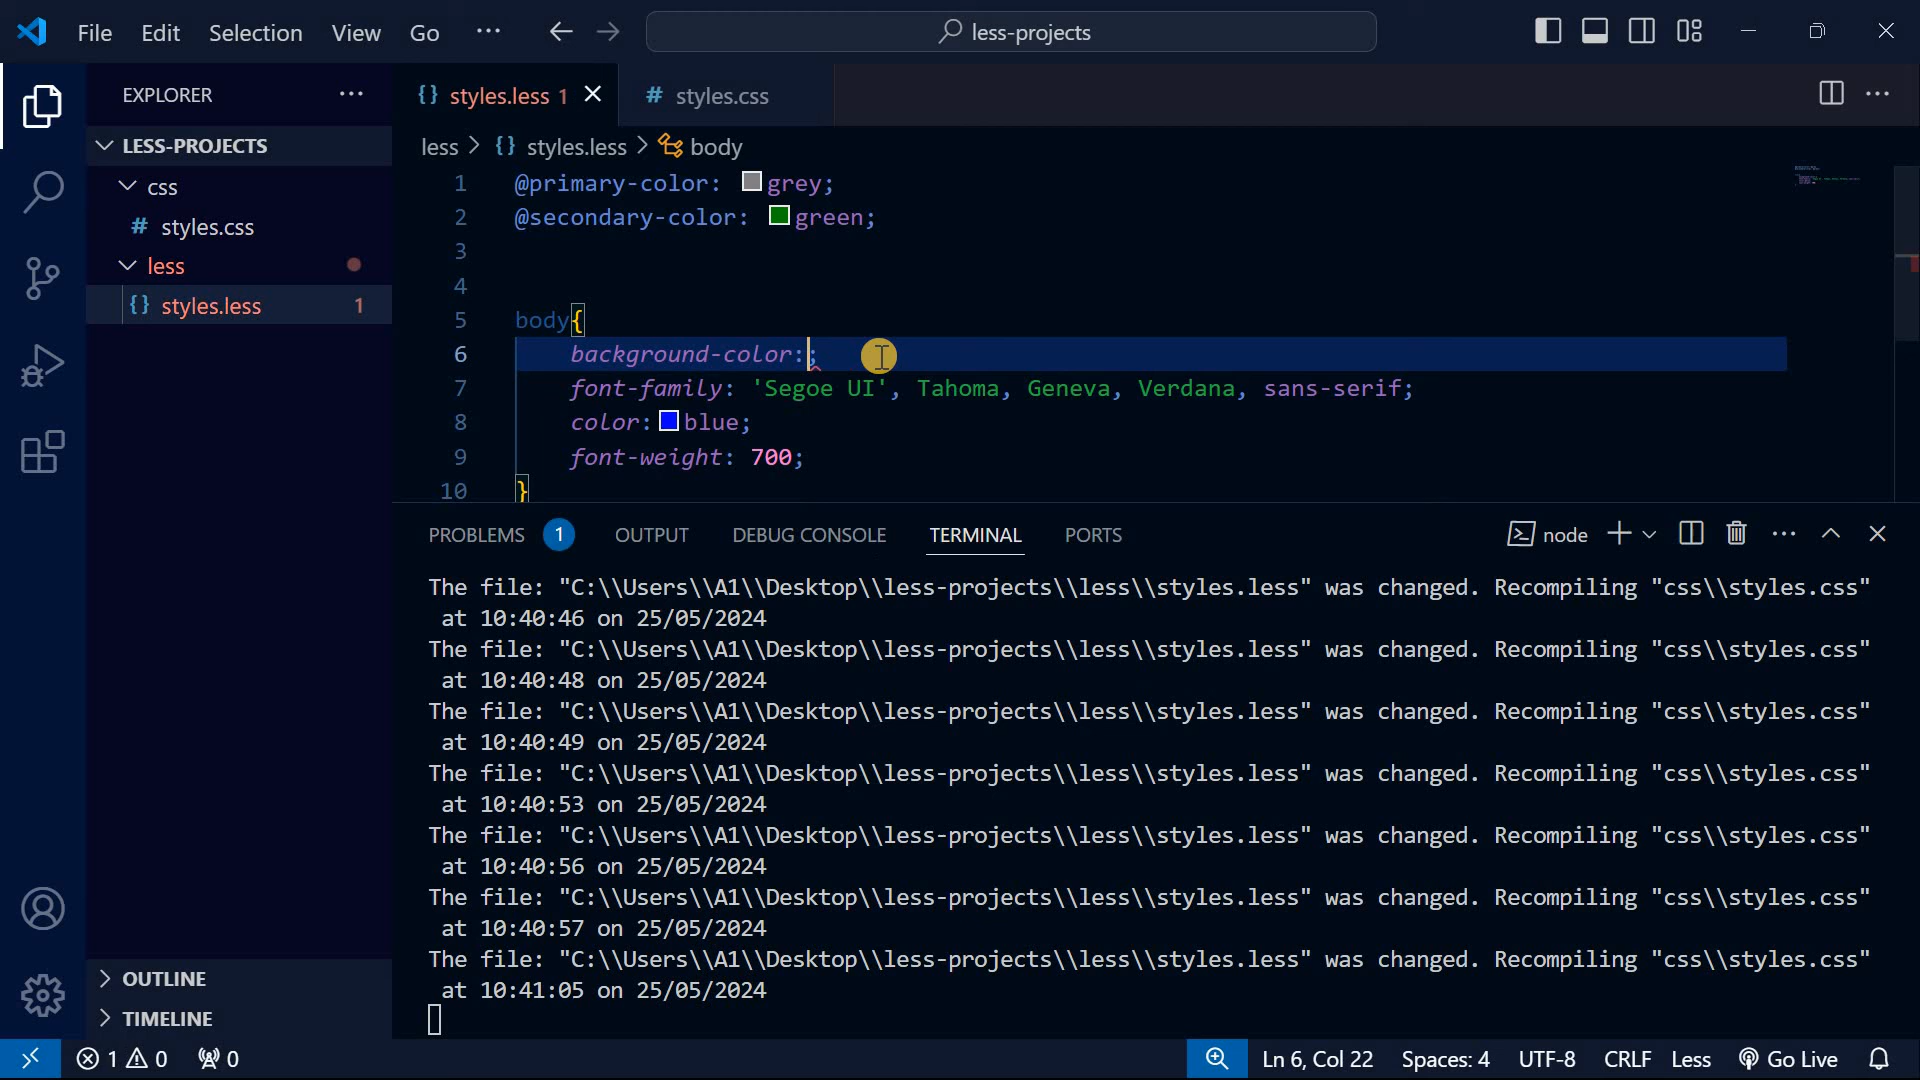 File Edit Selection View Go ··· less-projects
EXPLORER ···
{} styles.less 1
# styles.css
LESS-PROJECTS
css
# styles.css
less
{} styles.less 1
less > {} styles.less > body
1 @primary-color: grey;
2 @secondary-color: green;
3
4
5 body{
6 background-color:;
7 font-family: 'Segoe UI', Tahoma, Geneva, Verdana, sans-serif;
8 color: blue;
9 font-weight: 700;
10 }
PROBLEMS 1 OUTPUT DEBUG CONSOLE TERMINAL PORTS node
The file: "C:\\Users\\A1\\Desktop\\less-projects\\less\\styles.less" was changed. Recompiling "css\\styles.css"
at 10:40:46 on 25/05/2024
The file: "C:\\Users\\A1\\Desktop\\less-projects\\less\\styles.less" was changed. Recompiling "css\\styles.css"
at 10:40:48 on 25/05/2024
The file: "C:\\Users\\A1\\Desktop\\less-projects\\less\\styles.less" was changed. Recompiling "css\\styles.css"
at 10:40:49 on 25/05/2024
The file: "C:\\Users\\A1\\Desktop\\less-projects\\less\\styles.less" was changed. Recompiling "css\\styles.css"
at 10:40:53 on 25/05/2024
The file: "C:\\Users\\A1\\Desktop\\less-projects\\less\\styles.less" was changed. Recompiling "css\\styles.css"
at 10:40:56 on 25/05/2024
The file: "C:\\Users\\A1\\Desktop\\less-projects\\less\\styles.less" was changed. Recompiling "css\\styles.css"
at 10:40:57 on 25/05/2024
The file: "C:\\Users\\A1\\Desktop\\less-projects\\less\\styles.less" was changed. Recompiling "css\\styles.css"
at 10:41:05 on 25/05/2024
OUTLINE
TIMELINE
1 0 0 Ln 6, Col 22 Spaces: 4 UTF-8 CRLF Less Go Live